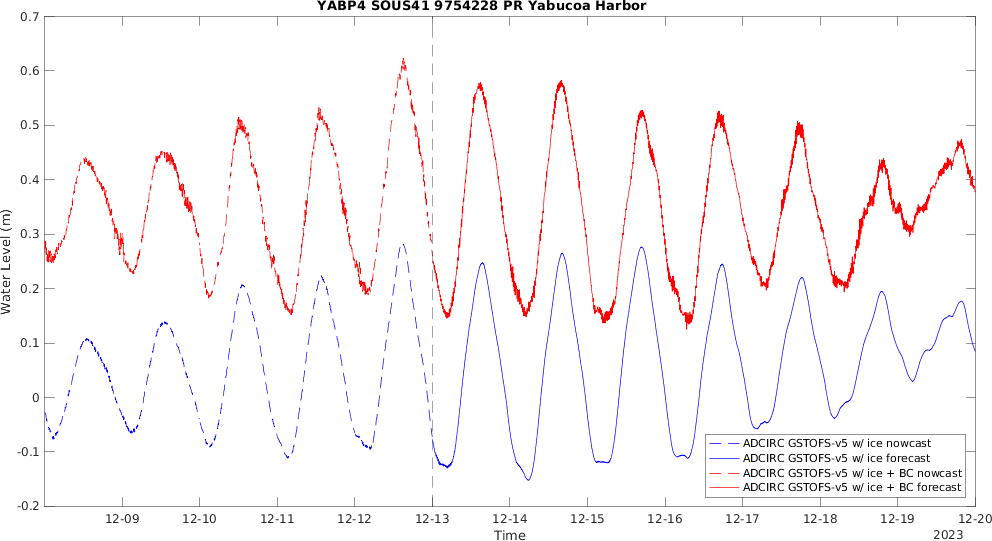 YABP4 SOUS41 9754228 PR Yabucoa Harbor
0.7
0.6
0.5
0.4
0.3
0.2
0.1
0
-0.1
-0.2
Water Level (m)
12-09 12-10 12-11 12-12 12-13 12-14 12-15 12-16 12-17 12-18 12-19 12-20
Time
2023
ADCIRC GSTOFS-v5 w/ ice nowcast
ADCIRC GSTOFS-v5 w/ ice forecast
ADCIRC GSTOFS-v5 w/ ice + BC nowcast
ADCIRC GSTOFS-v5 w/ ice + BC forecast